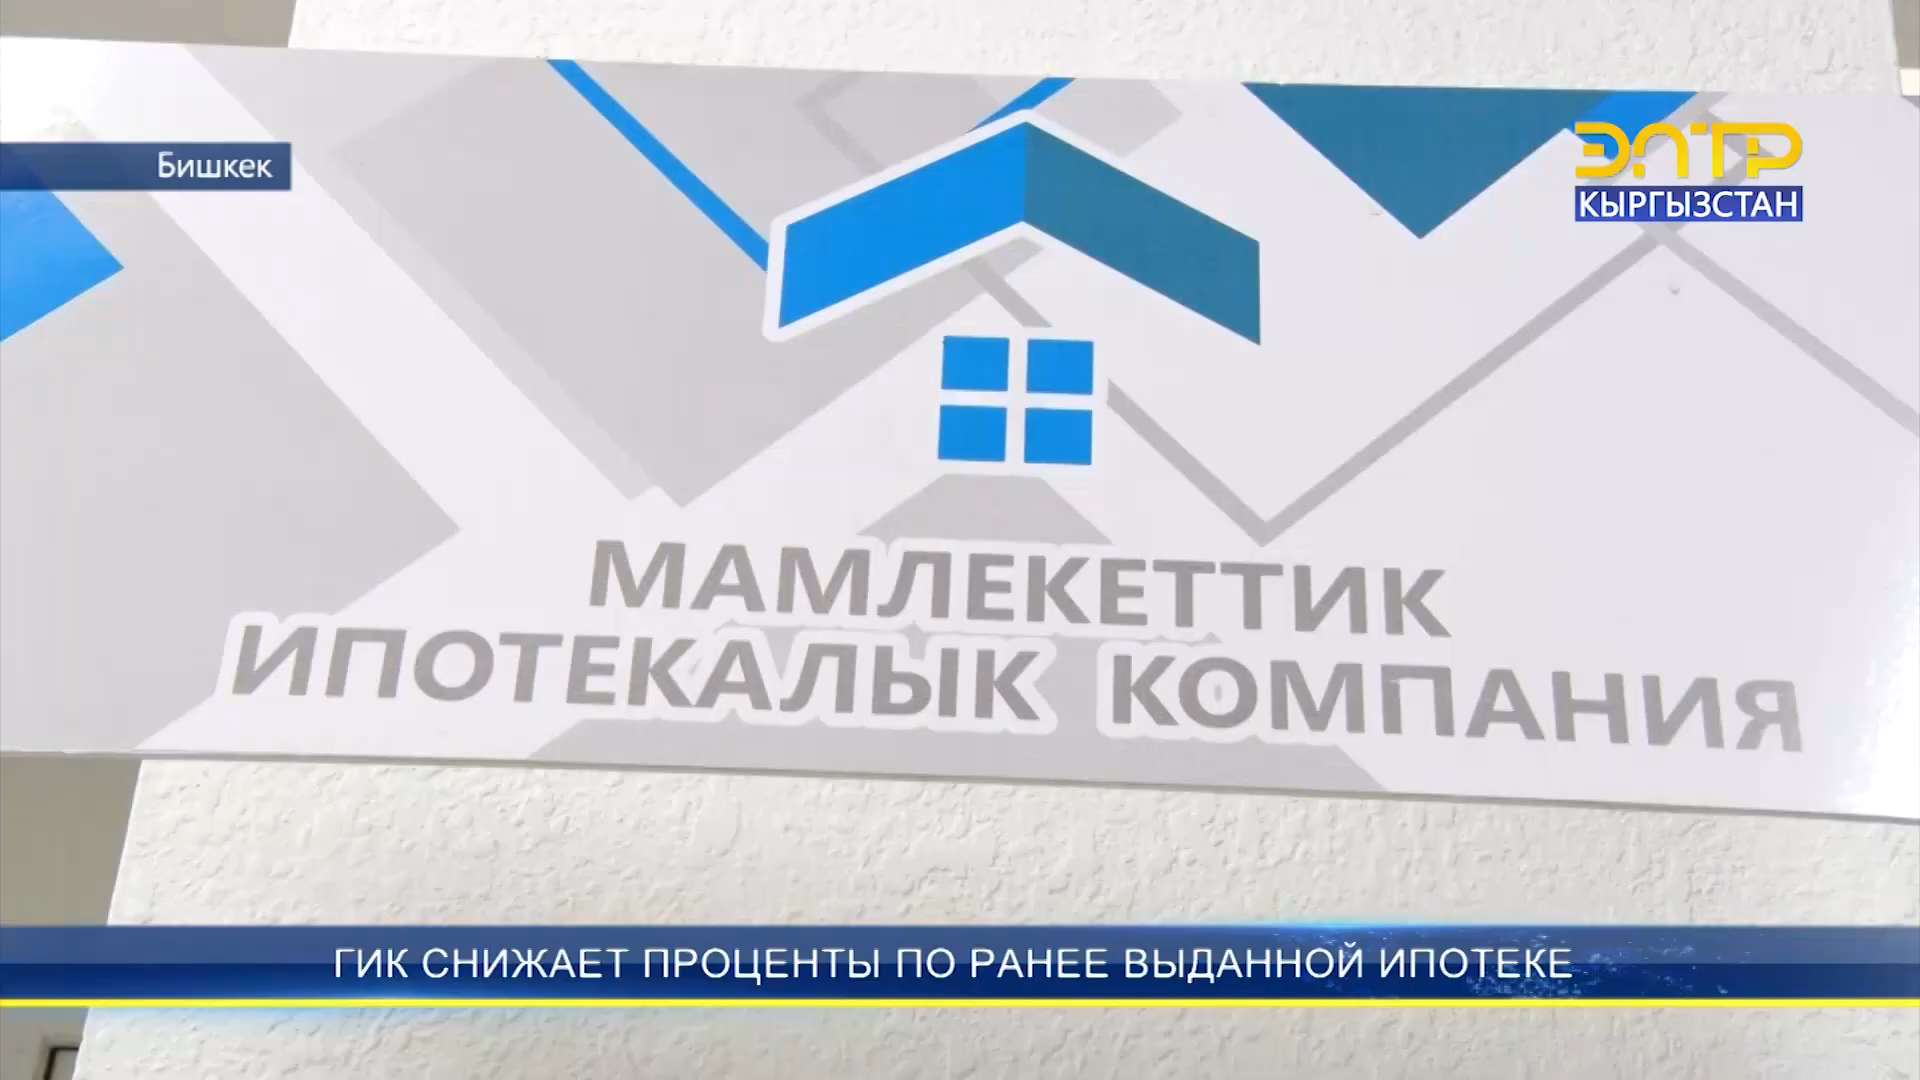 Бишкек
ЭЛТР
КЫРГЫЗСТАН
МАМЛЕКЕТТИК
ИПОТЕКАЛЫК КОМПАНИЯ
ГИК СНИЖАЕТ ПРОЦЕНТЫ ПО РАНЕЕ ВЫДАННОЙ ИПОТЕКЕ